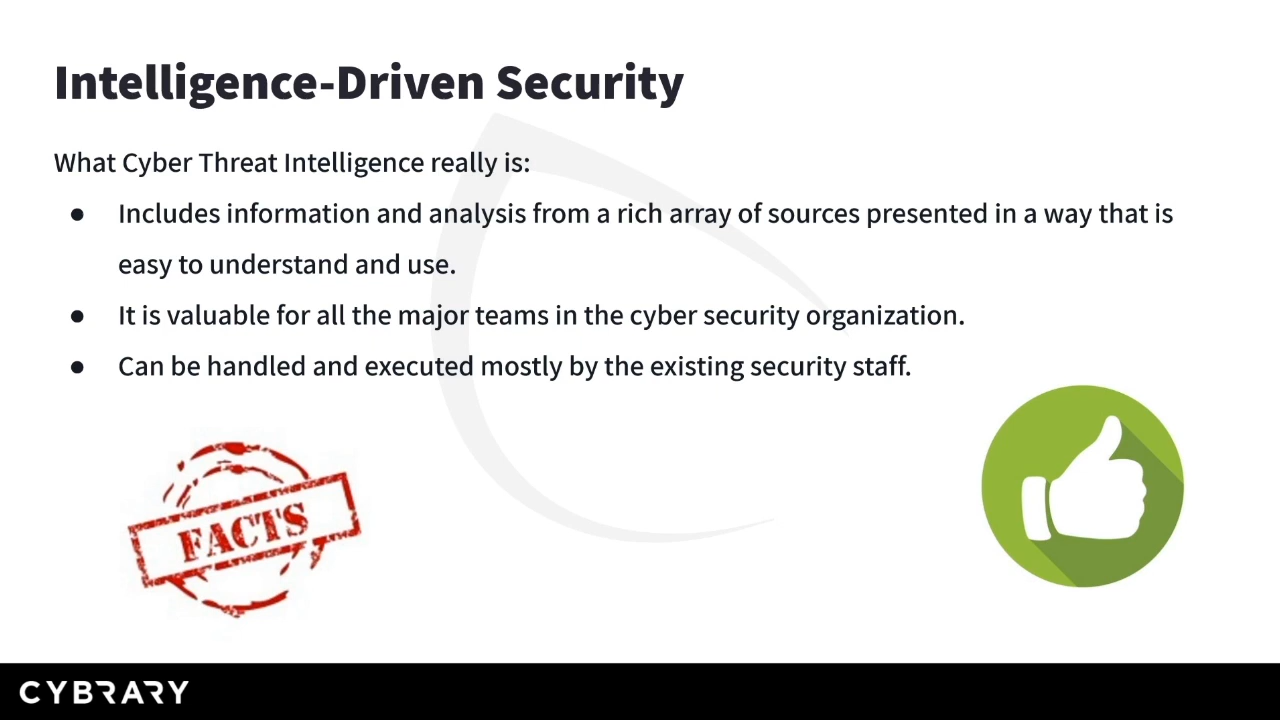 Intelligence-Driven Security
What Cyber Threat Intelligence really is:
● Includes information and analysis from a rich array of sources presented in a way that is
easy to understand and use.
● It is valuable for all the major teams in the cyber security organization.
● Can be handled and executed mostly by the existing security staff.
FACTS
CYBRARY